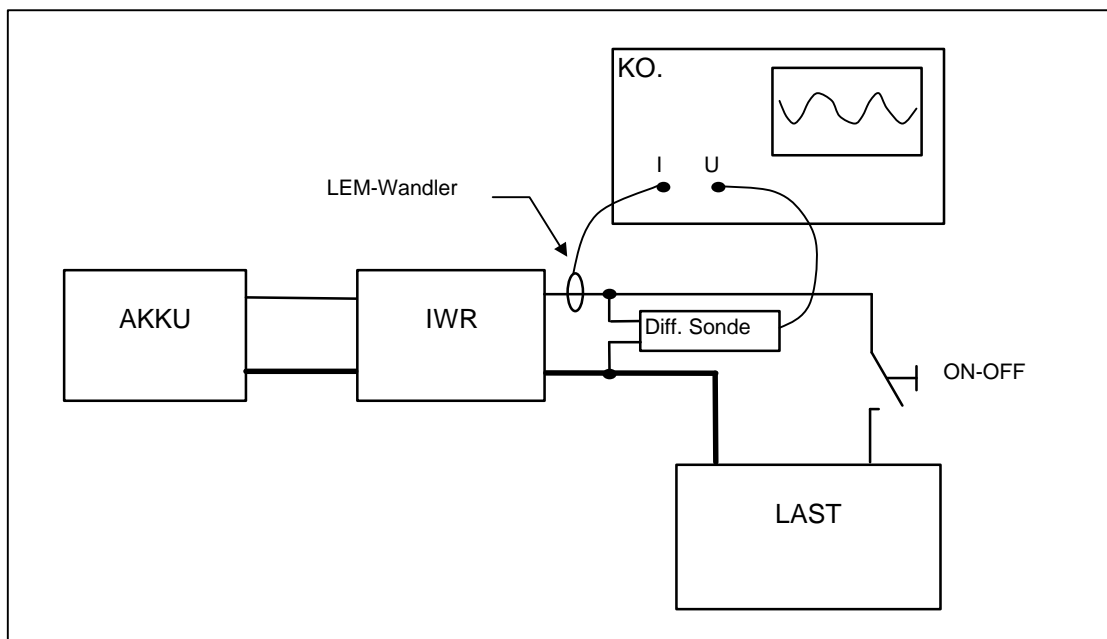 KO.
I U
LEM-Wandler
AKKU
IWR
Diff. Sonde
ON-OFF
LAST